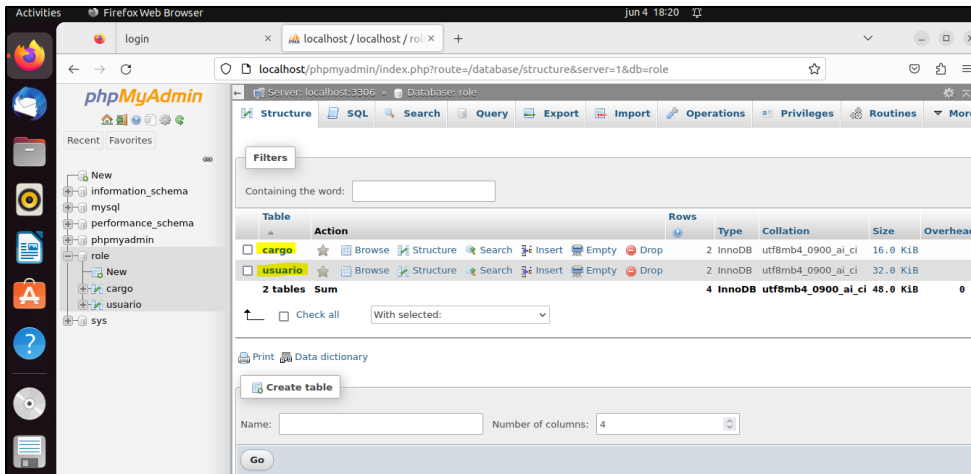 Activities Firefox Web Browser jun 4 18:20
login localhost / localhost / rol
localhost/phpmyadmin/index.php?route=/database/structure&server=1&db=role
phpMyAdmin
Recent Favorites
New
information_schema
mysql
performance_schema
phpmyadmin
role
New
cargo
usuario
sys
Server: localhost:3306 » Database: role
Structure SQL Search Query Export Import Operations Privileges Routines More
Filters
Containing the word:
Table Action Rows Type Collation Size Overhead
cargo Browse Structure Search Insert Empty Drop 2 InnoDB utf8mb4_0900_ai_ci 16.0 KiB
usuario Browse Structure Search Insert Empty Drop 2 InnoDB utf8mb4_0900_ai_ci 32.0 KiB
2 tables Sum 4 InnoDB utf8mb4_0900_ai_ci 48.0 KiB 0
Check all With selected:
Print Data dictionary
Create table
Name: Number of columns: 4
Go